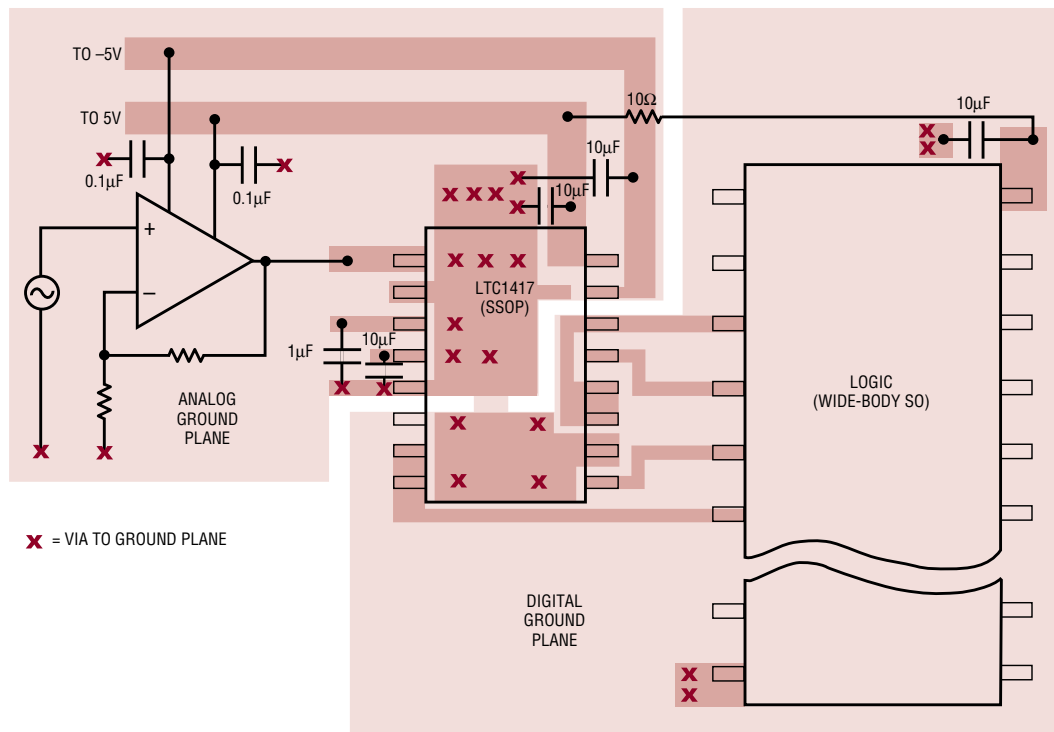 TO –5V
10Ω
10µF
TO 5V
10µF
0.1µF
0.1µF
10µF
+
–
LTC1417
(SSOP)
1µF
10µF
ANALOG
GROUND
PLANE
LOGIC
(WIDE-BODY SO)
X = VIA TO GROUND PLANE
DIGITAL
GROUND
PLANE